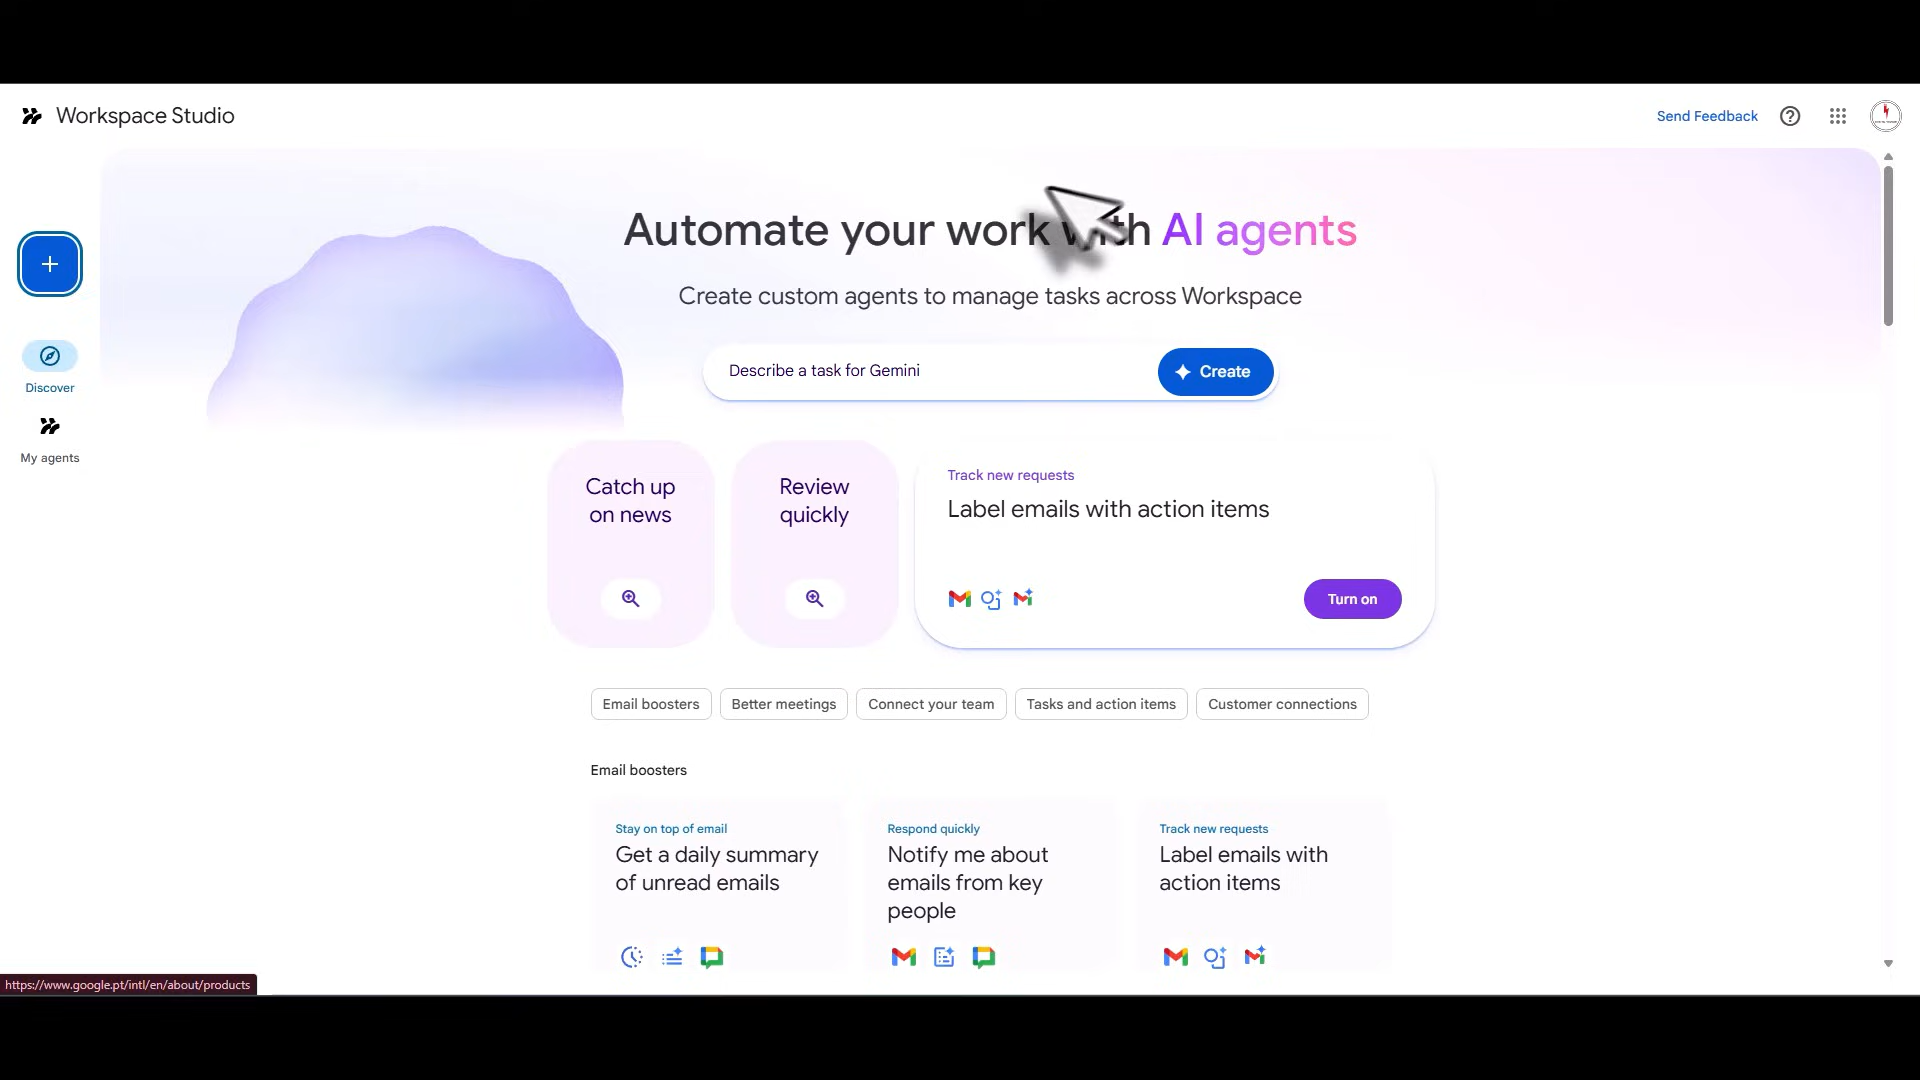 Workspace Studio
Send Feedback
Automate your work with AI agents
Create custom agents to manage tasks across Workspace
Describe a task for Gemini
Create
Discover
My agents
Catch up
on news
Review
quickly
Track new requests
Label emails with action items
Turn on
Email boosters
Better meetings
Connect your team
Tasks and action items
Customer connections
Email boosters
Stay on top of email
Get a daily summary
of unread emails
Respond quickly
Notify me about
emails from key
people
Track new requests
Label emails with
action items
https://www.google.pt/intl/en/about/products